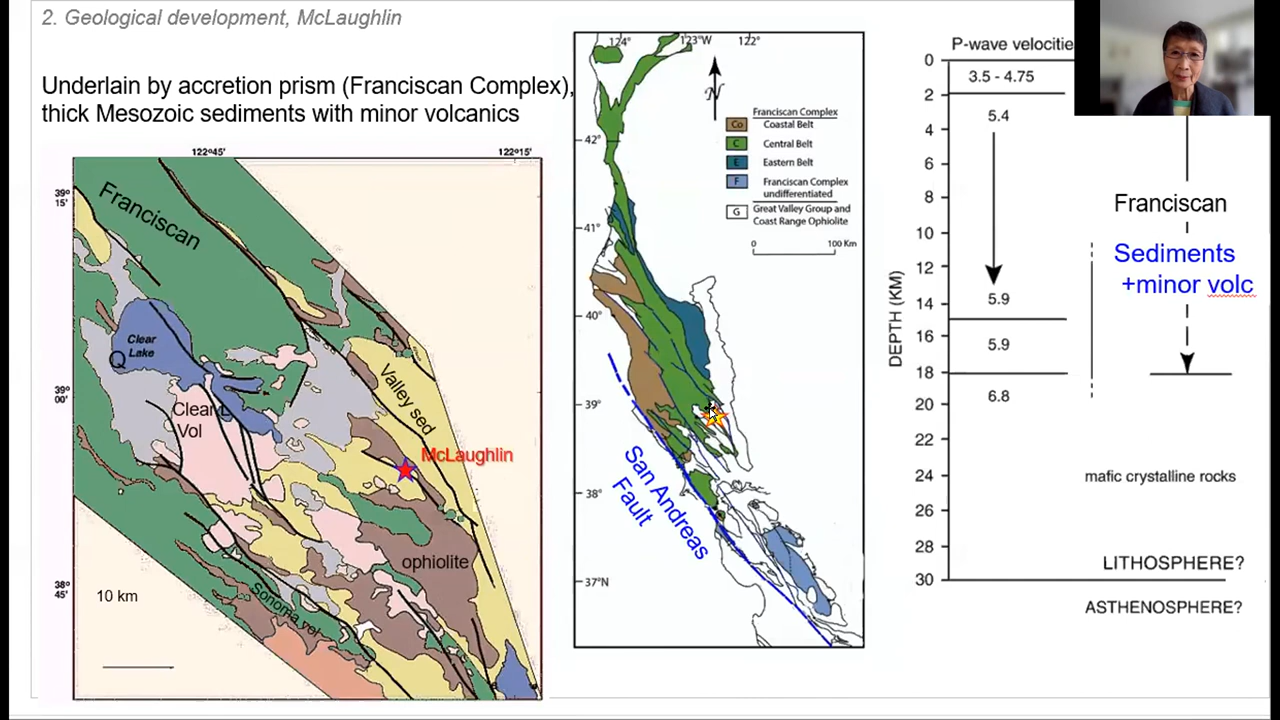 2. Geological development, McLaughlin
Underlain by accretion prism (Franciscan Complex),
thick Mesozoic sediments with minor volcanics
122°45'
122°15'
39°
15'
39°
00'
38°
45'
Franciscan
Clear
Lake
Q
Clear L
Vol
Valley sed
McLaughlin
ophiolite
Sonoma vol
10 km
124°
123°W
122°
N
42°
41°
40°
39°
38°
37°N
Franciscan Complex
Co Coastal Belt
C Central Belt
E Eastern Belt
F Franciscan Complex
undifferentiated
G Great Valley Group and
Coast Range Ophiolite
0 100 Km
San Andreas
Fault
P-wave velocitie
DEPTH (KM)
0
2
4
6
8
10
12
14
16
18
20
22
24
26
28
30
3.5 - 4.75
5.4
5.9
5.9
6.8
Franciscan
Sediments
+minor volc
mafic crystalline rocks
LITHOSPHERE?
ASTHENOSPHERE?